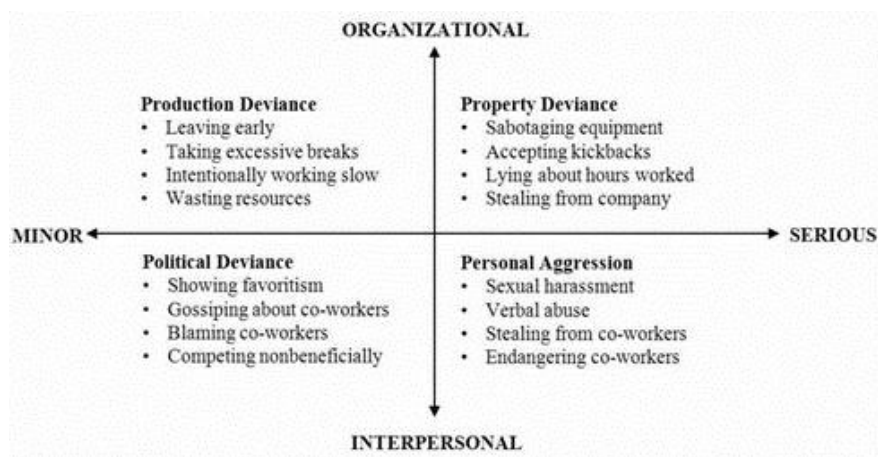 ORGANIZATIONAL
Production Deviance
• Leaving early
• Taking excessive breaks
• Intentionally working slow
• Wasting resources
Property Deviance
• Sabotaging equipment
• Accepting kickbacks
• Lying about hours worked
• Stealing from company
MINOR
SERIOUS
Political Deviance
• Showing favoritism
• Gossiping about co-workers
• Blaming co-workers
• Competing nonbeneficially
Personal Aggression
• Sexual harassment
• Verbal abuse
• Stealing from co-workers
• Endangering co-workers
INTERPERSONAL